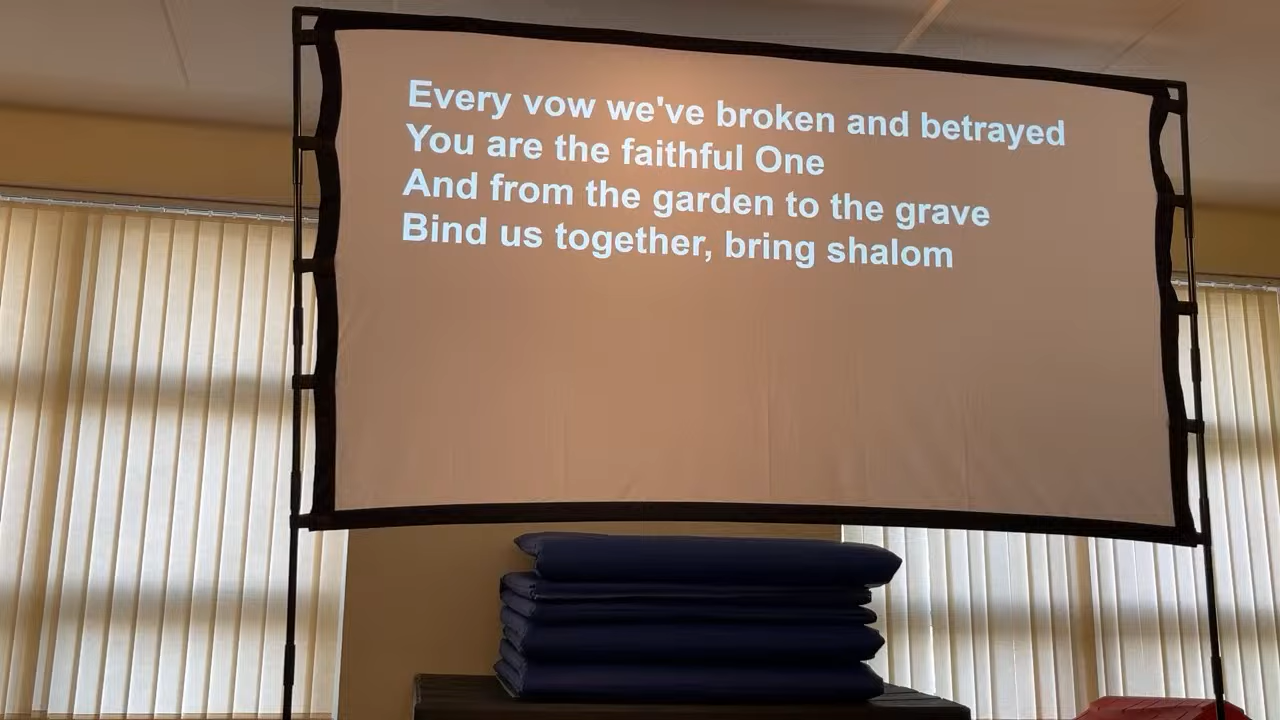 Every vow we've broken and betrayed
You are the faithful One
And from the garden to the grave
Bind us together, bring shalom